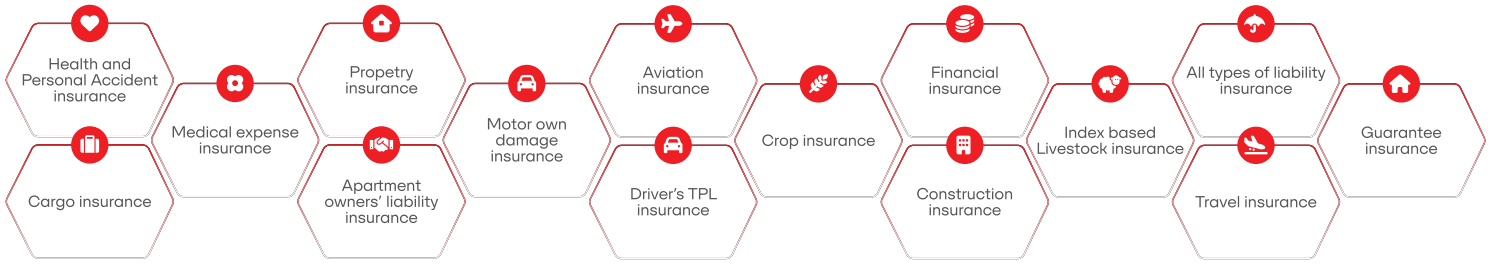 Health and
Personal Accident
insurance
Cargo insurance
Medical expense
insurance
Propetry
insurance
Apartment
owners' liability
insurance
Motor own
damage
insurance
Aviation
insurance
Driver's TPL
insurance
Crop insurance
Financial
insurance
Construction
insurance
Index based
Livestock insurance
All types of liability
insurance
Travel insurance
Guarantee
insurance